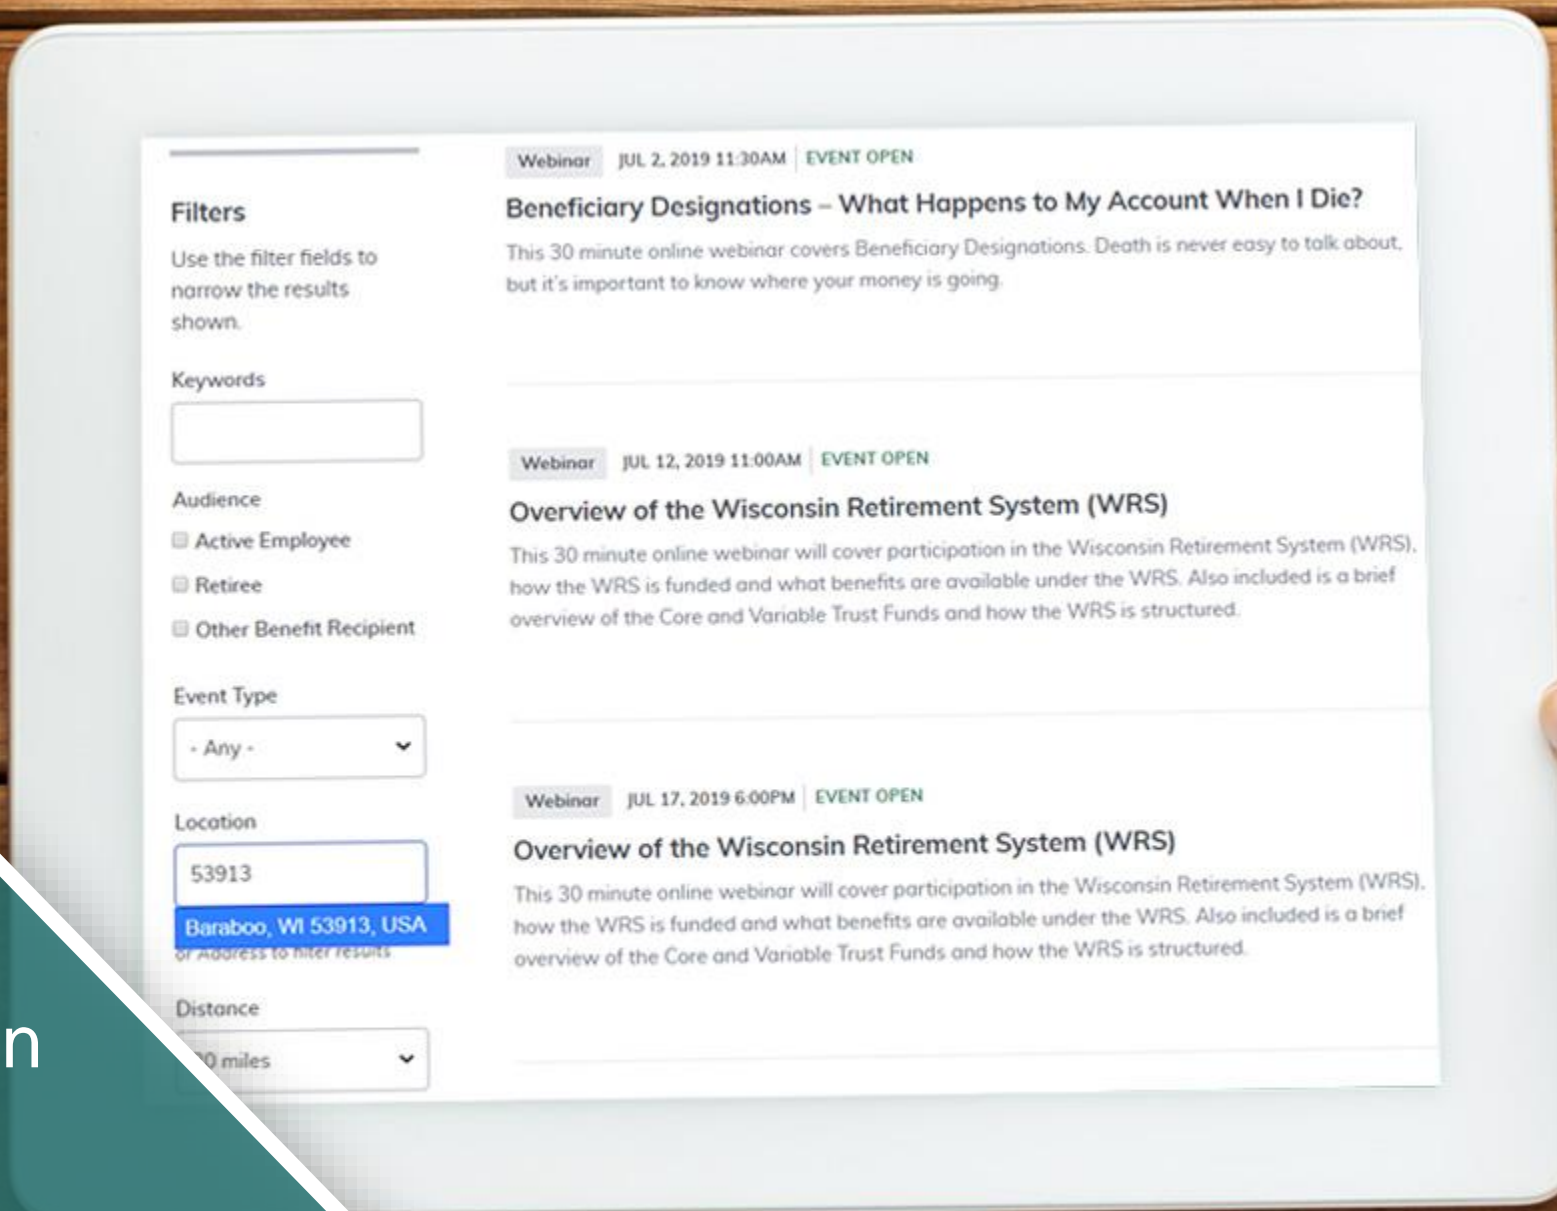 Filters
Use the filter fields to
narrow the results
shown.
Keywords
Audience
Active Employee
Retiree
Other Benefit Recipient
Event Type
- Any -
Location
53913
Baraboo, WI 53913, USA
or Address to filter results
Distance
miles
Webinar JUL 2, 2019 11:30AM EVENT OPEN
Beneficiary Designations – What Happens to My Account When I Die?
This 30 minute online webinar covers Beneficiary Designations. Death is never easy to talk about,
but it's important to know where your money is going.
Webinar JUL 12, 2019 11:00AM EVENT OPEN
Overview of the Wisconsin Retirement System (WRS)
This 30 minute online webinar will cover participation in the Wisconsin Retirement System (WRS),
how the WRS is funded and what benefits are available under the WRS. Also included is a brief
overview of the Core and Variable Trust Funds and how the WRS is structured.
Webinar JUL 17, 2019 6:00PM EVENT OPEN
Overview of the Wisconsin Retirement System (WRS)
This 30 minute online webinar will cover participation in the Wisconsin Retirement System (WRS),
how the WRS is funded and what benefits are available under the WRS. Also included is a brief
overview of the Core and Variable Trust Funds and how the WRS is structured.
n